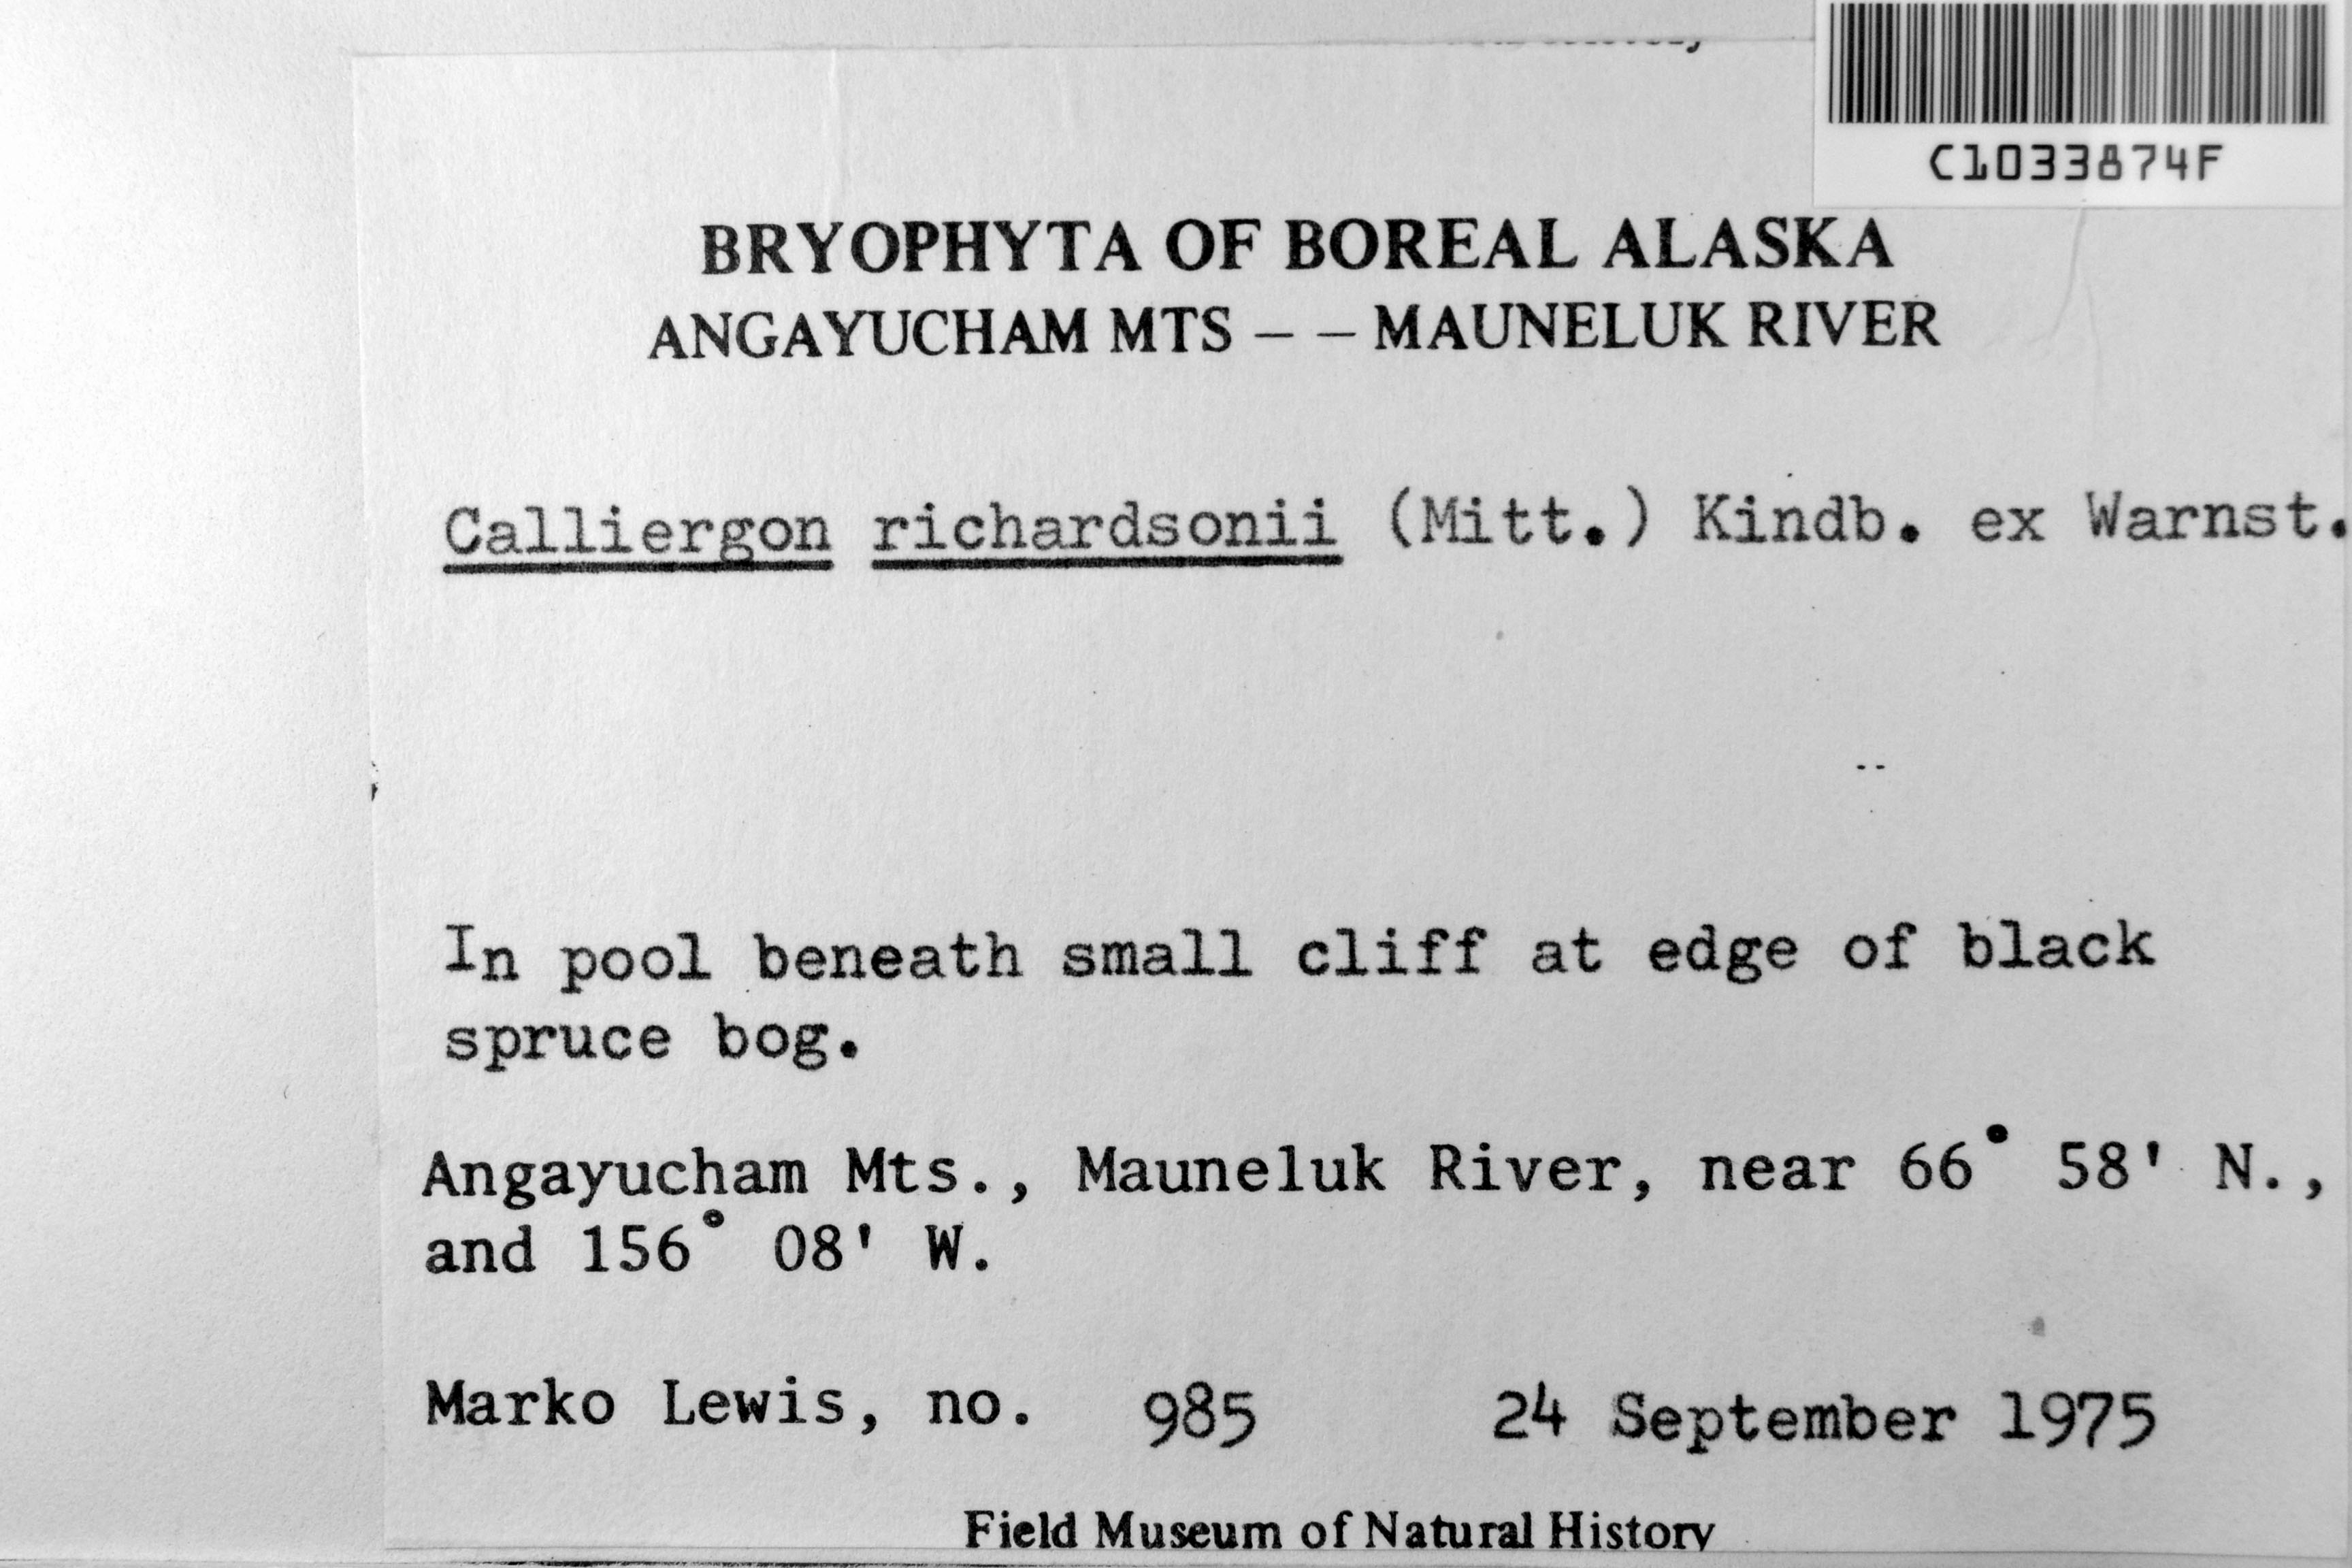 C1033874F
BRYOPHYTA OF BOREAL ALASKA
ANGAYUCHAM MTS – – MAUNELUK RIVER
Calliergon richardsonii (Mitt.) Kindb. ex Warnst.
In pool beneath small cliff at edge of black
spruce bog.
Angayucham Mts., Mauneluk River, near 66° 58' N.,
and 156° 08' W.
Marko Lewis, no. 985 24 September 1975
Field Museum of Natural History